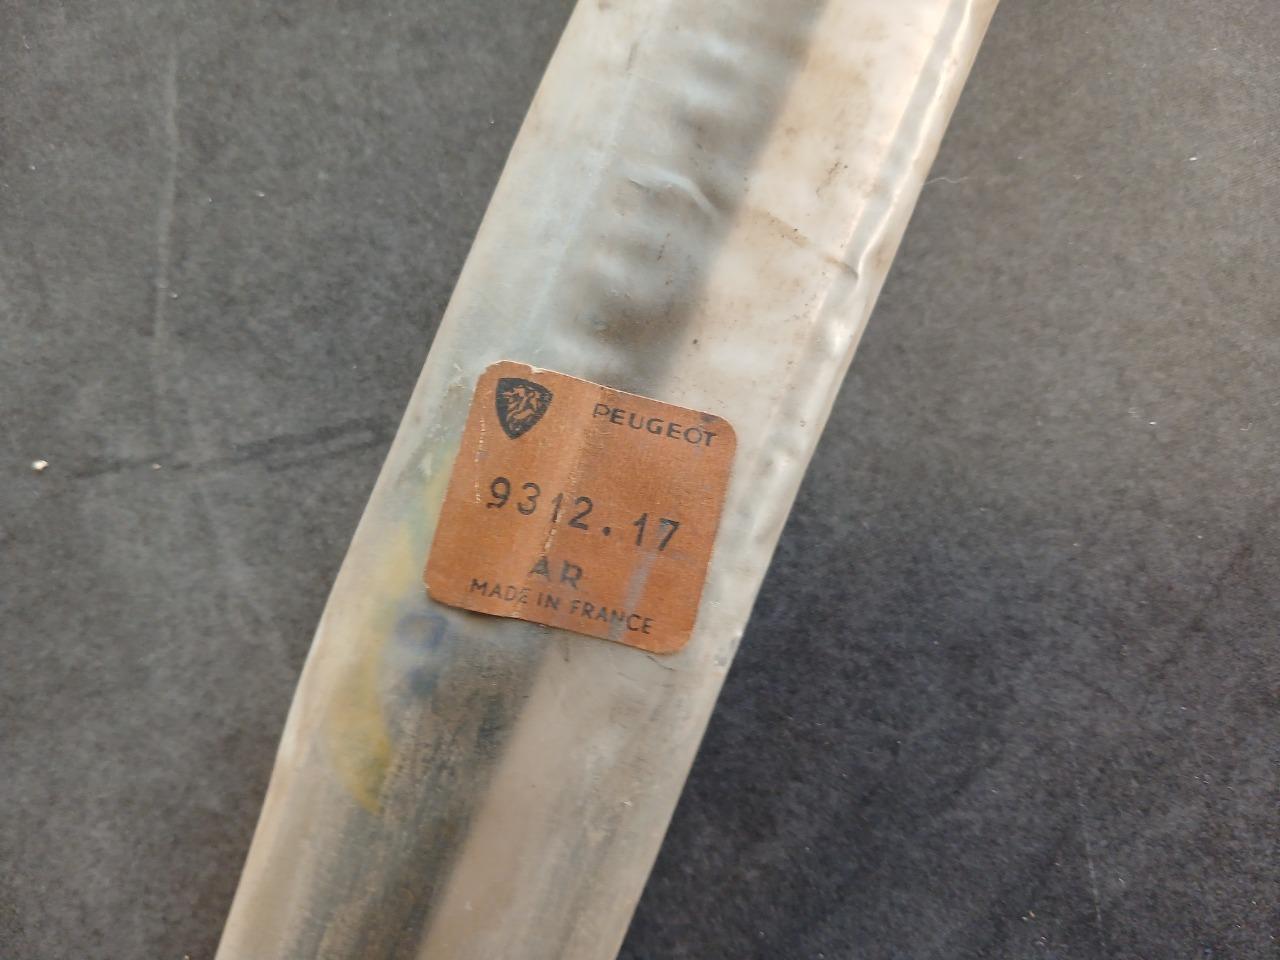 PEUGEOT
9312.17
AR
MADE IN FRANCE